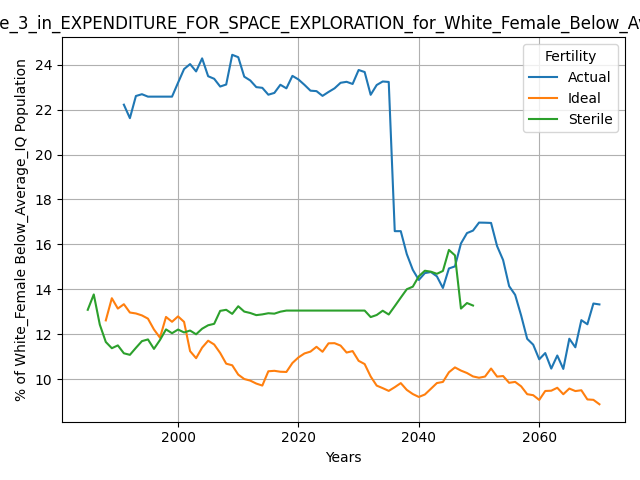 e_3_in_EXPENDITURE_FOR_SPACE_EXPLORATION_for_White_Female_Below_Av
% of White_Female Below_Average_IQ Population
24
22
20
18
16
14
12
10
Fertility
Actual
Ideal
Sterile
2000
2020
2040
2060
Years